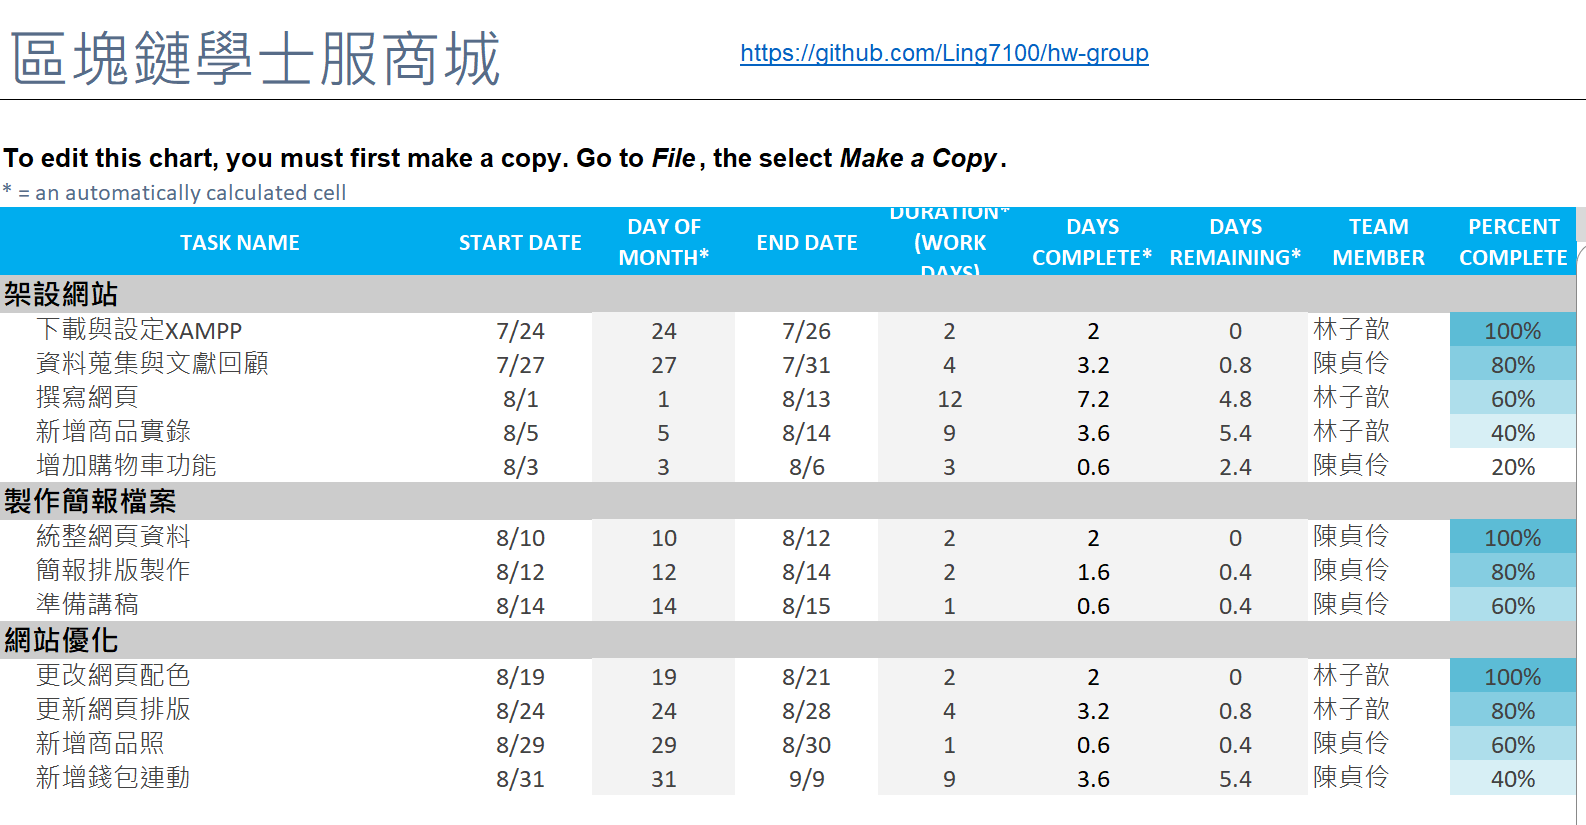 區塊鏈學士服商城 https://github.com/Ling7100/hw-group
To edit this chart, you must first make a copy. Go to File, the select Make a Copy.
* = an automatically calculated cell
TASK NAME START DATE DAY OF MONTH* END DATE DURATION* (WORK DAYS) DAYS COMPLETE* DAYS REMAINING* TEAM MEMBER PERCENT COMPLETE
架設網站
下載與設定XAMPP 7/24 24 7/26 2 2 0 林子歆 100%
資料蒐集與文獻回顧 7/27 27 7/31 4 3.2 0.8 陳貞伶 80%
撰寫網頁 8/1 1 8/13 12 7.2 4.8 林子歆 60%
新增商品實錄 8/5 5 8/14 9 3.6 5.4 林子歆 40%
增加購物車功能 8/3 3 8/6 3 0.6 2.4 陳貞伶 20%
製作簡報檔案
統整網頁資料 8/10 10 8/12 2 2 0 陳貞伶 100%
簡報排版製作 8/12 12 8/14 2 1.6 0.4 陳貞伶 80%
準備講稿 8/14 14 8/15 1 0.6 0.4 陳貞伶 60%
網站優化
更改網頁配色 8/19 19 8/21 2 2 0 林子歆 100%
更新網頁排版 8/24 24 8/28 4 3.2 0.8 林子歆 80%
新增商品照 8/29 29 8/30 1 0.6 0.4 陳貞伶 60%
新增錢包連動 8/31 31 9/9 9 3.6 5.4 陳貞伶 40%